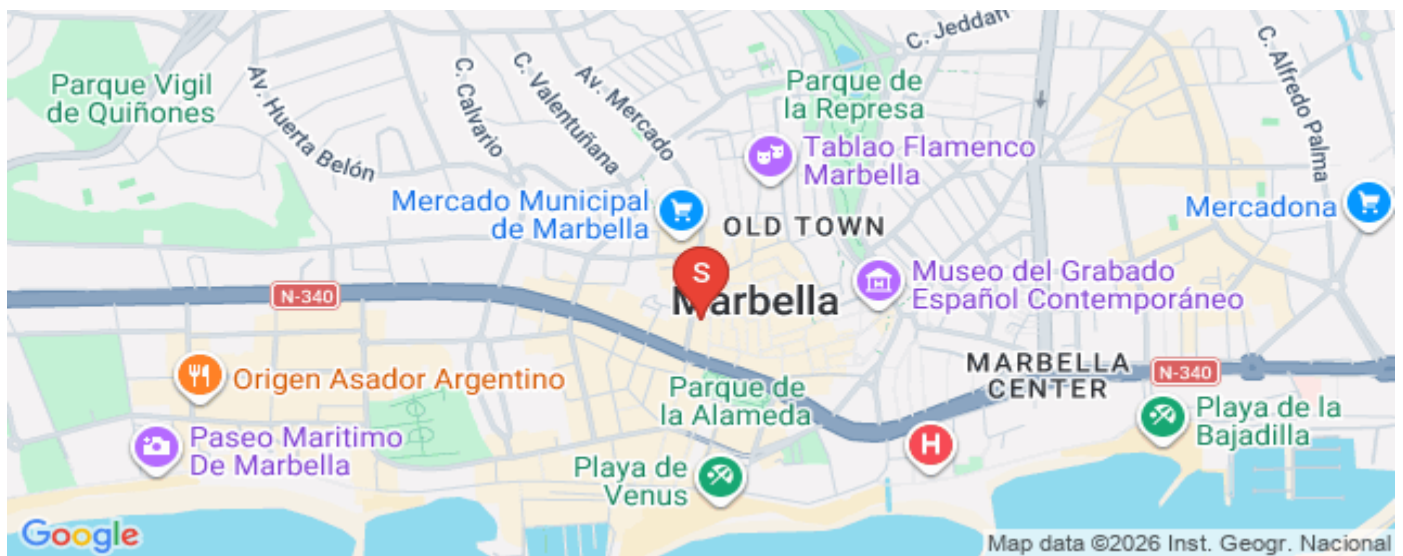 C. Jeddah
Parque Vigil
de Quiñones
Av. Huerta Belón
C. Calvario
C. Valentuñana
Av. Mercado
Parque de
la Represa
C. Alfredo Palma
Tablao Flamenco
Marbella
Mercado Municipal
de Marbella
OLD TOWN
Mercadona
S
Marbella
Museo del Grabado
Español Contemporáneo
N-340
MARBELLA
CENTER
N-340
Origen Asador Argentino
Parque de
la Alameda
Playa de la
Bajadilla
Paseo Maritimo
De Marbella
H
Playa de
Venus
Google
Map data ©2026 Inst. Geogr. Nacional